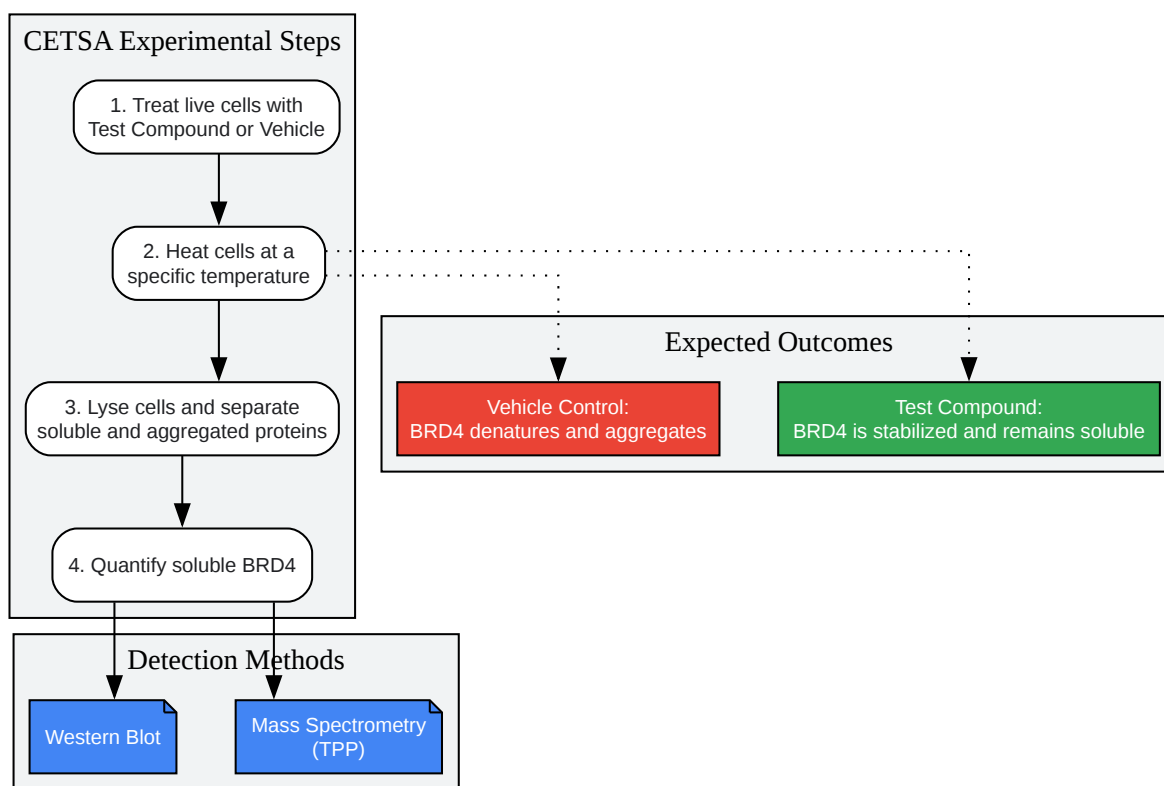 CETSA Experimental Steps
1. Treat live cells with
Test Compound or Vehicle
2. Heat cells at a
specific temperature
3. Lyse cells and separate
soluble and aggregated proteins
4. Quantify soluble BRD4
Expected Outcomes
Vehicle Control:
BRD4 denatures and aggregates
Test Compound:
BRD4 is stabilized and remains soluble
Detection Methods
Western Blot
Mass Spectrometry
(TPP)